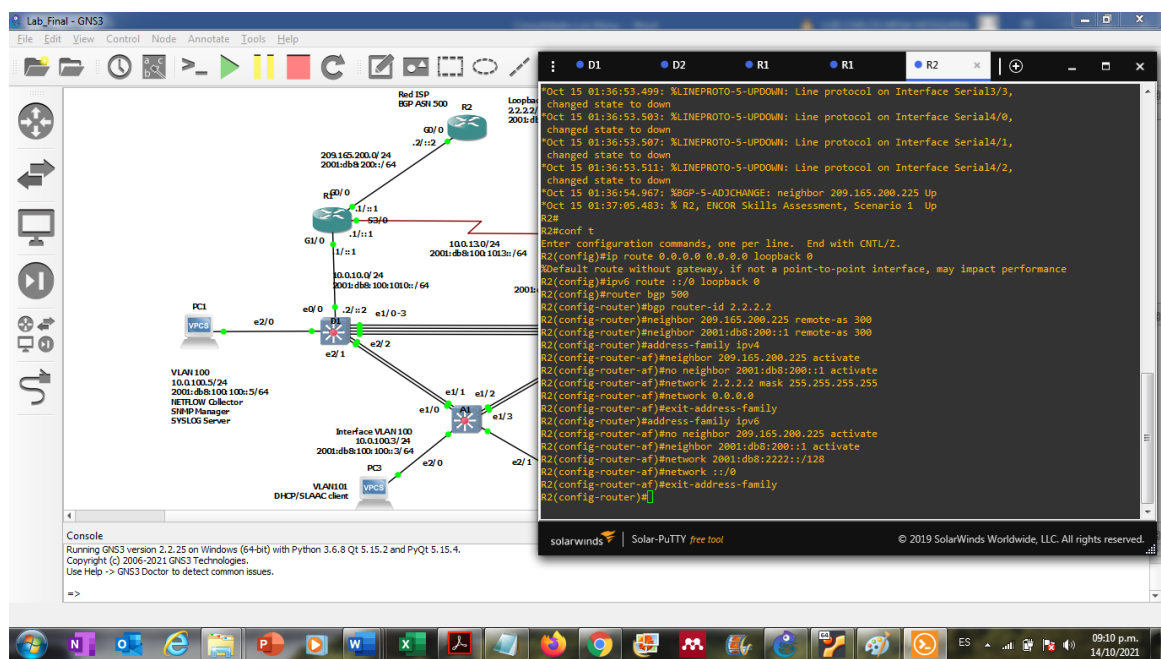 Lab_Final - GNS3
File Edit View Control Node Annotate Tools Help
Red ISP
BGP ASN 500
R2
2.2.2.2/
G0/0
.2/::2
209.165.200.0/24
2001:db8:200::/64
R1
G0/0
.1/::1
S3/0
.1/::1
G1/0
.1/::1
10.0.13.0/24
2001:db8:100:1013::/64
10.0.10.0/24
2001:db8:100:1010::/64
2001:
PC1
VPCS
e2/0
e0/0
.2/::2
e1/0-3
D1
e2/2
e2/1
VLAN 100
10.0.100.5/24
2001:db8:100:100::5/64
NETFLOW Collector
SNMP Manager
SYSLOG Server
e1/1
e1/2
e1/0
A1
e1/3
Interface VLAN 100
10.0.100.3/24
2001:db8:100:100::3/64
e2/0
e2/1
PC3
VPCS
VLAN101
DHCP/SLAAC client
D1
D2
R1
R1
R2
*Oct 15 01:36:53.499: %LINEPROTO-5-UPDOWN: Line protocol on Interface Serial3/3,
changed state to down
*Oct 15 01:36:53.503: %LINEPROTO-5-UPDOWN: Line protocol on Interface Serial4/0,
changed state to down
*Oct 15 01:36:53.507: %LINEPROTO-5-UPDOWN: Line protocol on Interface Serial4/1,
changed state to down
*Oct 15 01:36:53.511: %LINEPROTO-5-UPDOWN: Line protocol on Interface Serial4/2,
changed state to down
*Oct 15 01:36:54.967: %BGP-5-ADJCHANGE: neighbor 209.165.200.225 Up
*Oct 15 01:37:05.483: % R2, ENCOR Skills Assessment, Scenario 1 Up
R2#
R2#conf t
Enter configuration commands, one per line. End with CNTL/Z.
R2(config)#ip route 0.0.0.0 0.0.0.0 loopback 0
%Default route without gateway, if not a point-to-point interface, may impact performance
R2(config)#ipv6 route ::/0 loopback 0
R2(config)#router bgp 500
R2(config-router)#bgp router-id 2.2.2.2
R2(config-router)#neighbor 209.165.200.225 remote-as 300
R2(config-router)#neighbor 2001:db8:200::1 remote-as 300
R2(config-router)#address-family ipv4
R2(config-router-af)#neighbor 209.165.200.225 activate
R2(config-router-af)#no neighbor 2001:db8:200::1 activate
R2(config-router-af)#network 2.2.2.2 mask 255.255.255.255
R2(config-router-af)#network 0.0.0.0
R2(config-router-af)#exit-address-family
R2(config-router)#address-family ipv6
R2(config-router-af)#no neighbor 209.165.200.225 activate
R2(config-router-af)#neighbor 2001:db8:200::1 activate
R2(config-router-af)#network 2001:db8:2222::/128
R2(config-router-af)#network ::/0
R2(config-router-af)#exit-address-family
R2(config-router)#
solarwinds Solar-PuTTY free tool © 2019 SolarWinds Worldwide, LLC. All rights reserved.
Console
Running GNS3 version 2.2.25 on Windows (64-bit) with Python 3.6.8 Qt 5.15.2 and PyQt 5.15.4.
Copyright (c) 2006-2021 GNS3 Technologies.
Use Help -> GNS3 Doctor to detect common issues.
=>
ES
09:10 p.m.
14/10/2021